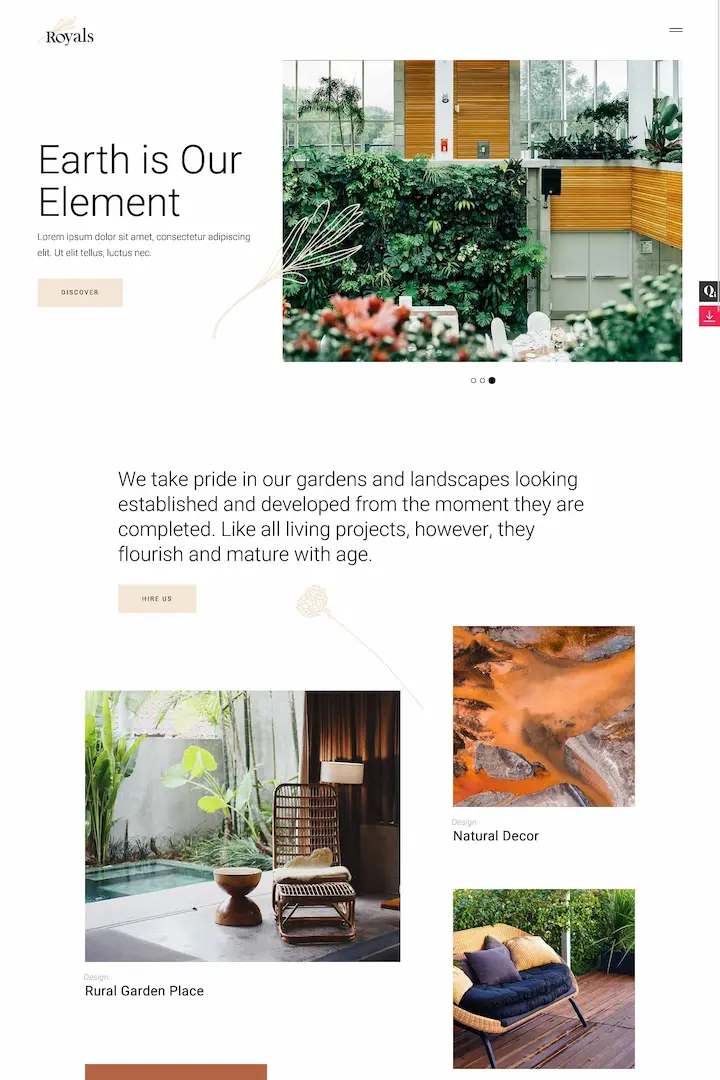 Royals
Earth is Our
Element
Lorem ipsum dolor sit amet, consectetur adipiscing
elit. Ut elit tellus, luctus nec.
DISCOVER
Qi
We take pride in our gardens and landscapes looking
established and developed from the moment they are
completed. Like all living projects, however, they
flourish and mature with age.
HIRE US
Design
Natural Decor
Design
Rural Garden Place